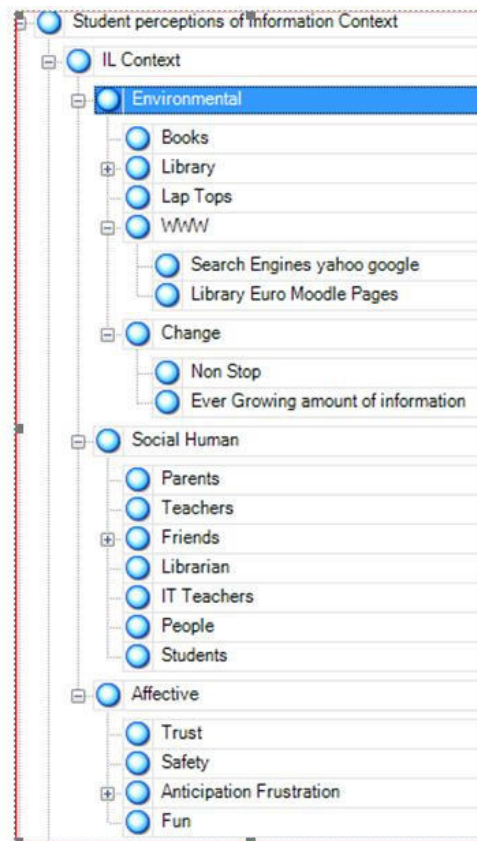 Student perceptions of Information Context
IL Context
Environmental
Books
Library
Lap Tops
WWW
Search Engines yahoo google
Library Euro Moodle Pages
Change
Non Stop
Ever Growing amount of information
Social Human
Parents
Teachers
Friends
Librarian
IT Teachers
People
Students
Affective
Trust
Safety
Anticipation Frustration
Fun